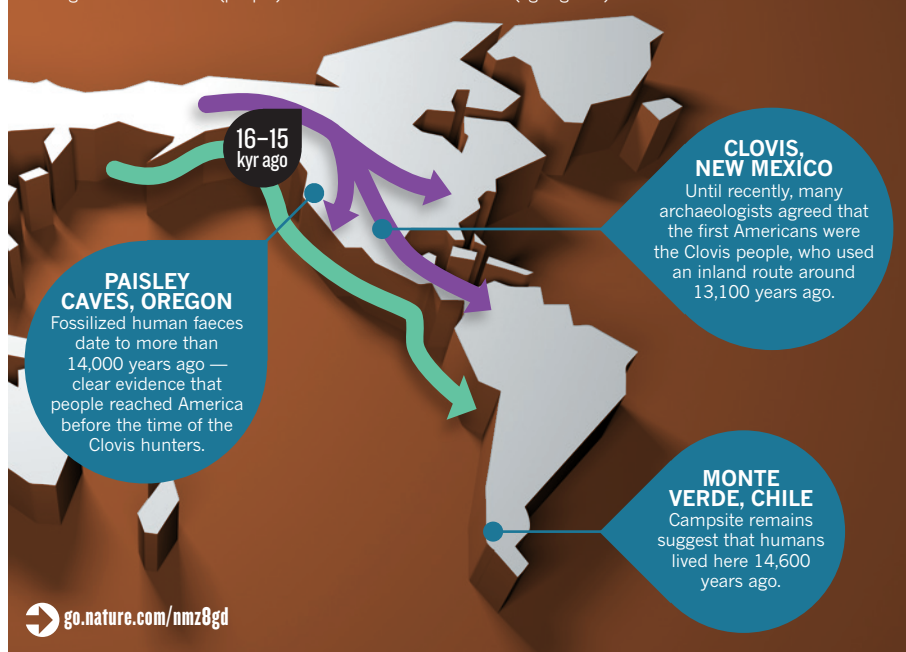 16–15
kyr ago
CLOVIS,
NEW MEXICO
Until recently, many
archaeologists agreed that
the first Americans were
the Clovis people, who used
an inland route around
13,100 years ago.
PAISLEY
CAVES, OREGON
Fossilized human faeces
date to more than
14,000 years ago —
clear evidence that
people reached America
before the time of the
Clovis hunters.
MONTE
VERDE, CHILE
Campsite remains
suggest that humans
lived here 14,600
years ago.
go.nature.com/nmz8gd